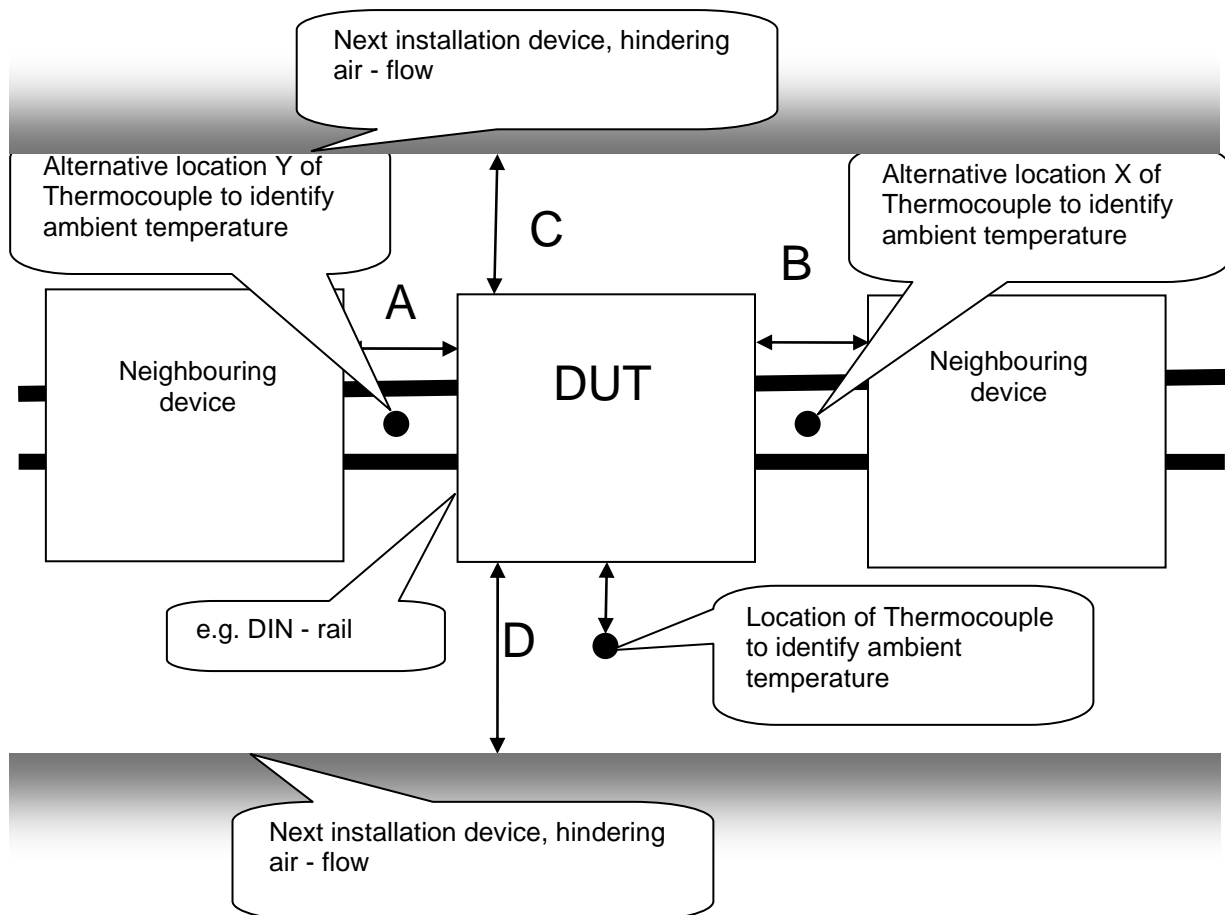 Next installation device, hindering
air - flow
Alternative location Y of
Thermocouple to identify
ambient temperature
Alternative location X of
Thermocouple to identify
ambient temperature
C
B
A
Neighbouring
device
DUT
Neighbouring
device
e.g. DIN - rail
D
Location of Thermocouple
to identify ambient
temperature
Next installation device, hindering
air - flow